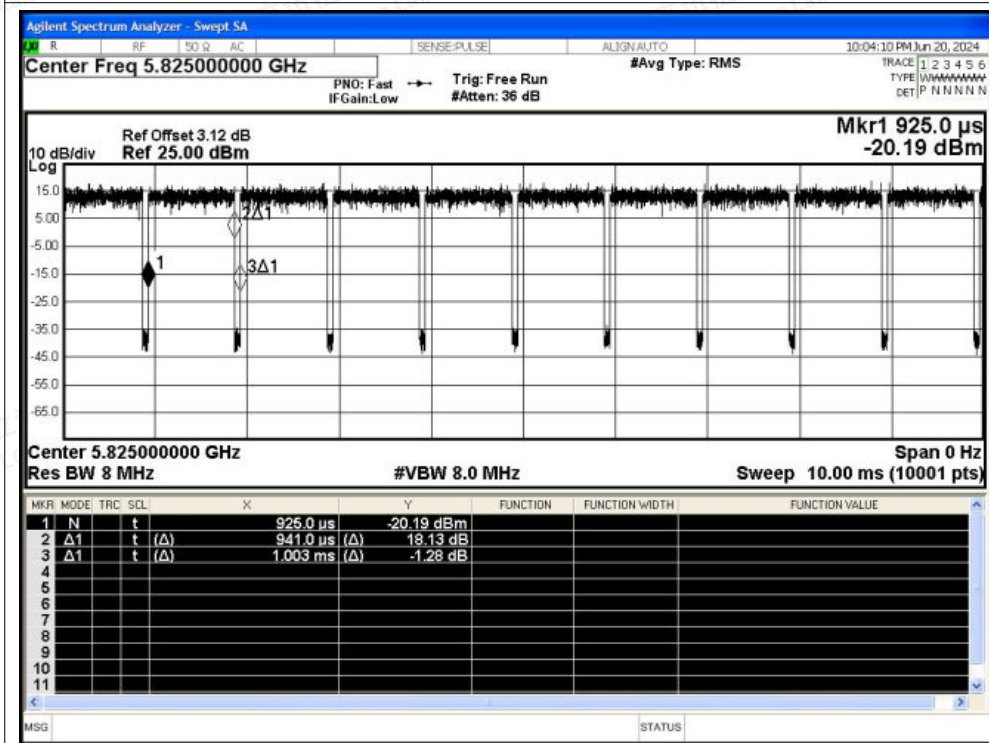 Agilent Spectrum Analyzer - Swept SA
LXI R RF 50 Ω AC SENSE:PULSE ALIGN AUTO 10:04:10 PM Jun 20, 2024
Center Freq 5.825000000 GHz #Avg Type: RMS TRACE 1 2 3 4 5 6
PNO: Fast Trig: Free Run TYPE WWWWWW
IFGain:Low #Atten: 36 dB DET P N N N N N
Mkr1 925.0 µs
Ref Offset 3.12 dB
10 dB/div Ref 25.00 dBm -20.19 dBm
Log
15.0
5.00 2Δ1
-5.00
-15.0 1 3Δ1
-25.0
-35.0
-45.0
-55.0
-65.0
Center 5.825000000 GHz Span 0 Hz
Res BW 8 MHz #VBW 8.0 MHz Sweep 10.00 ms (10001 pts)
MKR MODE TRC SCL X Y FUNCTION FUNCTION WIDTH FUNCTION VALUE
1 N t 925.0 µs -20.19 dBm
2 Δ1 t (Δ) 941.0 µs (Δ) 18.13 dB
3 Δ1 t (Δ) 1.003 ms (Δ) -1.28 dB
4
5
6
7
8
9
10
11
MSG STATUS